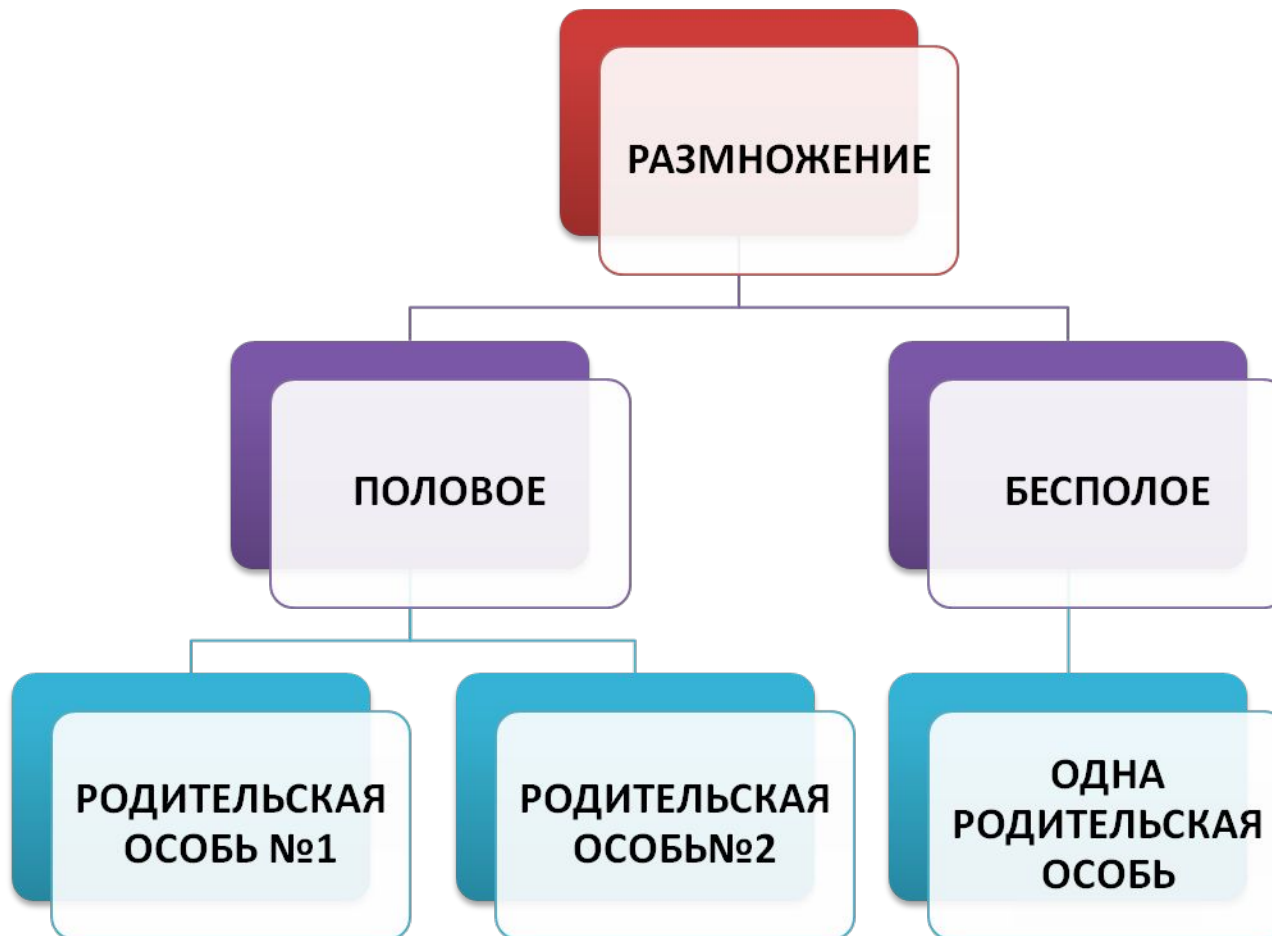 РАЗМНОЖЕНИЕ
ПОЛОВОЕ
БЕСПОЛОЕ
РОДИТЕЛЬСКАЯ
ОСОБЬ №1
РОДИТЕЛЬСКАЯ
ОСОБЬ№2
ОДНА
РОДИТЕЛЬСКАЯ
ОСОБЬ